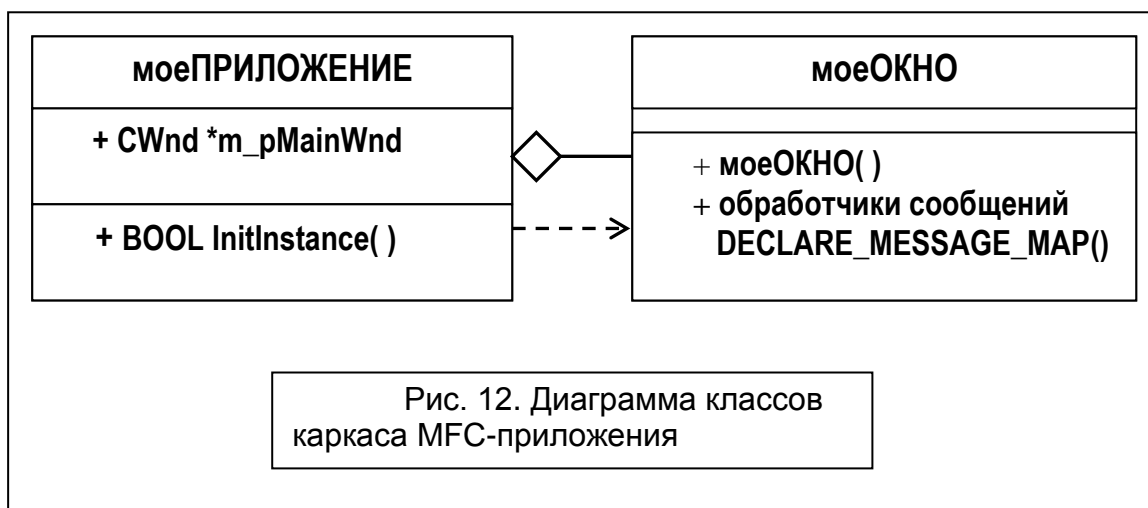 моеПРИЛОЖЕНИЕ
+ CWnd *m_pMainWnd
+ BOOL InitInstance( )
моеОКНО
+ моеОКНО( )
+ обработчики сообщений
DECLARE_MESSAGE_MAP()
Рис. 12. Диаграмма классов
каркаса MFC-приложения